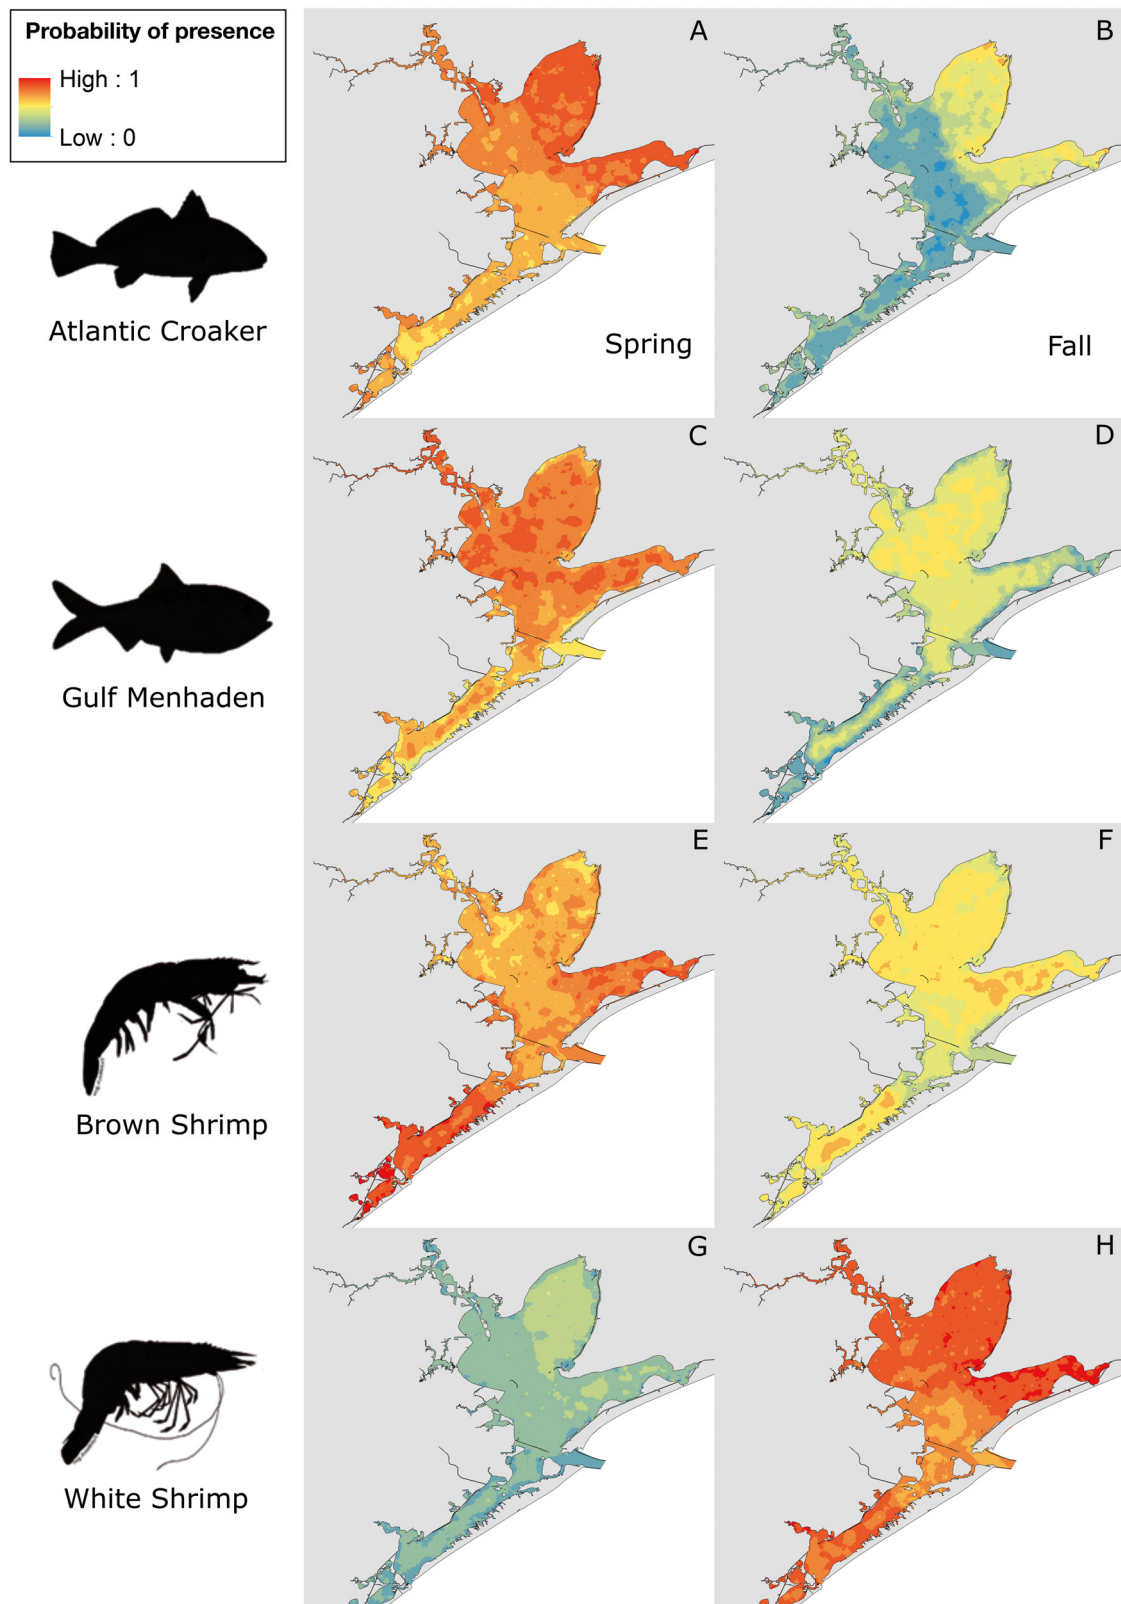 Probability of presence
High : 1
Low : 0
A
B
Atlantic Croaker
Spring
Fall
C
D
Gulf Menhaden
E
F
Brown Shrimp
G
H
White Shrimp